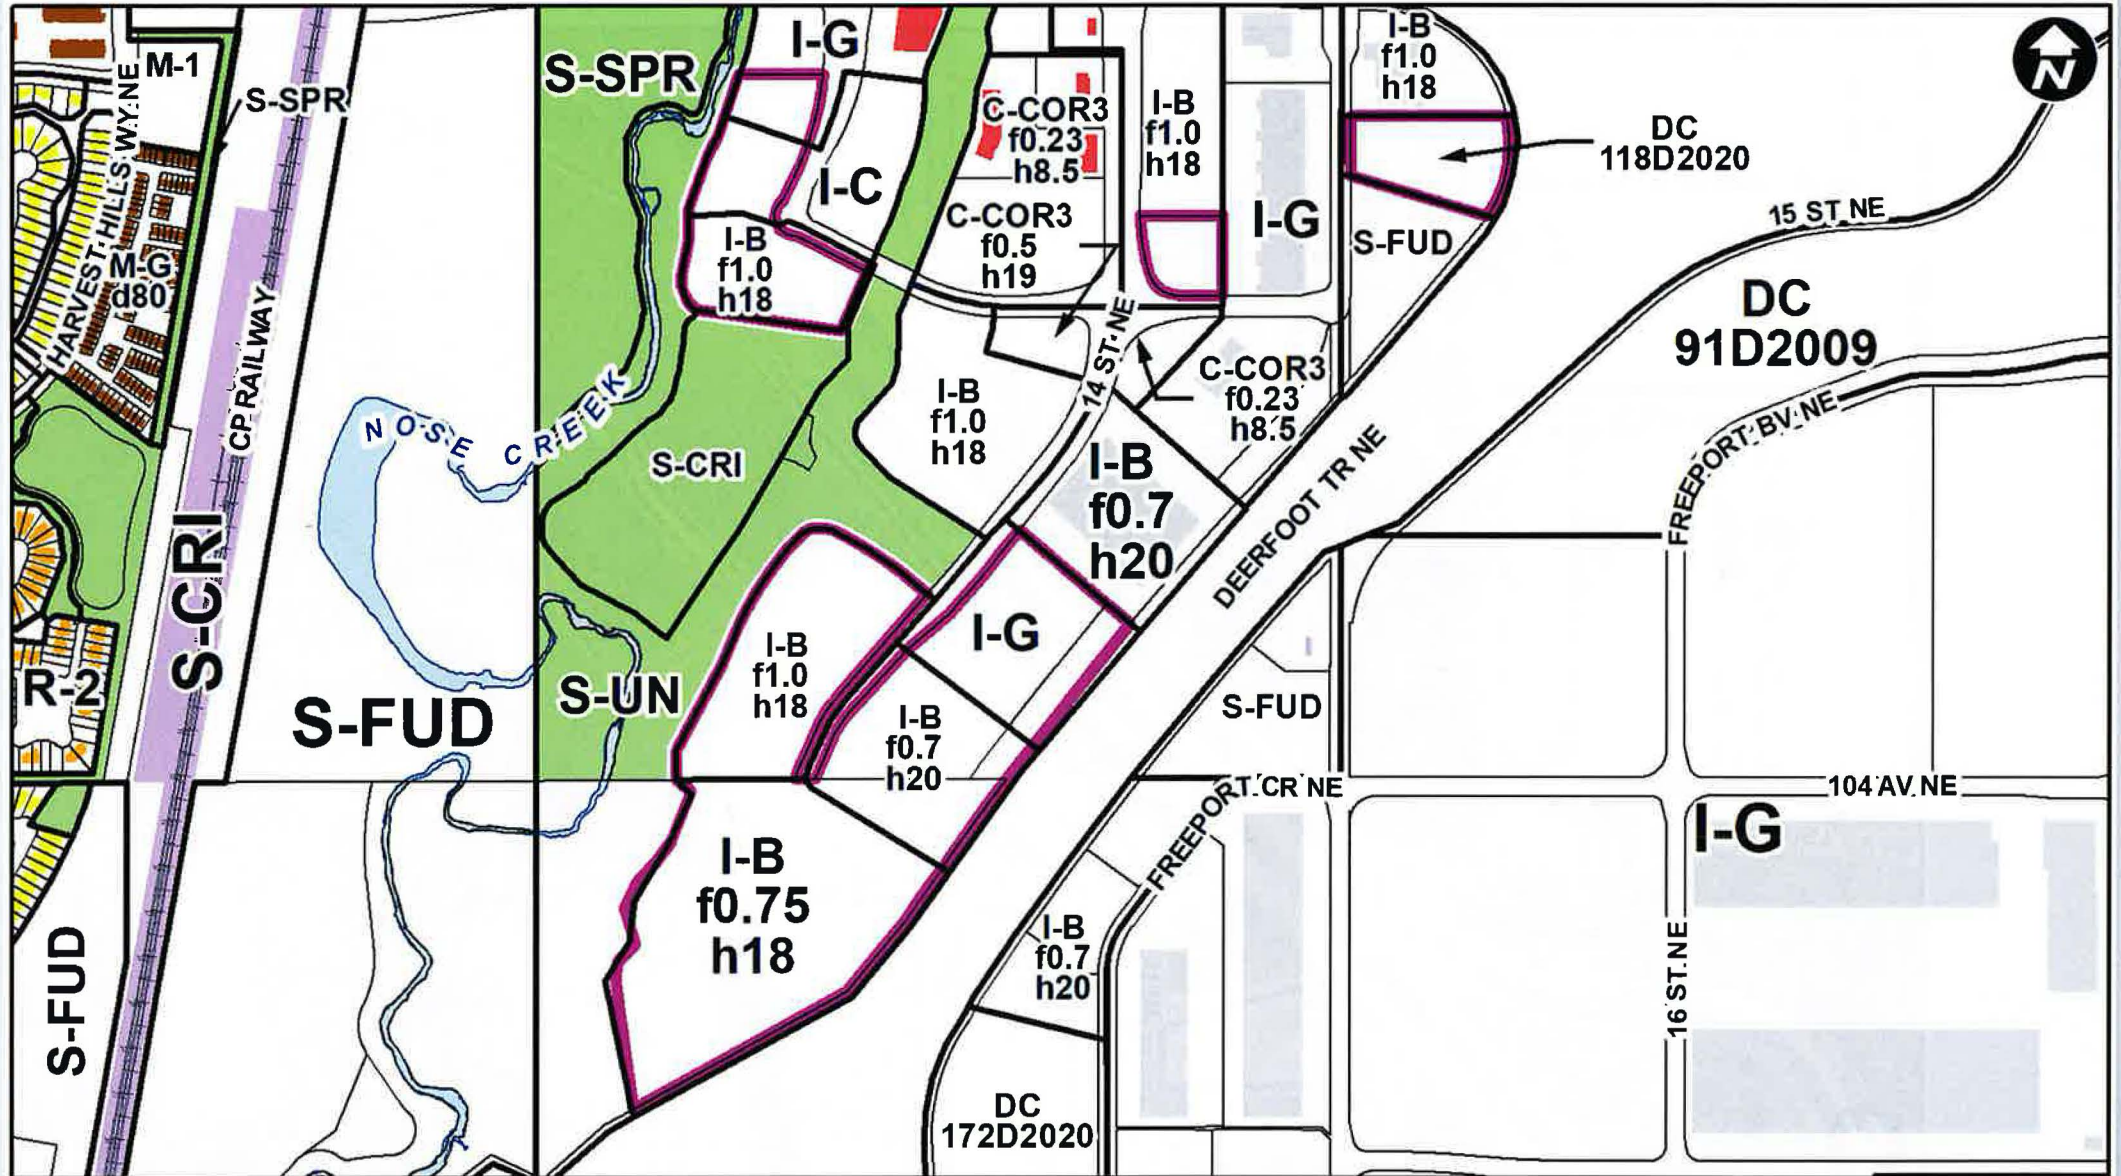 M-1
S-SPR
HARVEST HILLS WY NE
M-G
d80
CP RAILWAY
S-CRI
R-2
S-FUD
S-FUD
NOSE CREEK
S-SPR
I-G
I-C
I-B
f1.0
h18
S-CRI
S-UN
C-COR3
f0.23
h8.5
C-COR3
f0.5
h19
I-B
f1.0
h18
I-G
I-B
f1.0
h18
N
DC
118D2020
S-FUD
15 ST NE
DC
91D2009
14 ST NE
C-COR3
f0.23
h8.5
I-B
f1.0
h18
I-B
f0.7
h20
DEERFOOT TR NE
FREEPORT BV NE
I-G
I-B
f1.0
h18
I-B
f0.7
h20
S-FUD
FREEPORT CR NE
104 AV NE
I-G
I-B
f0.75
h18
I-B
f0.7
h20
16 ST NE
DC
172D2020